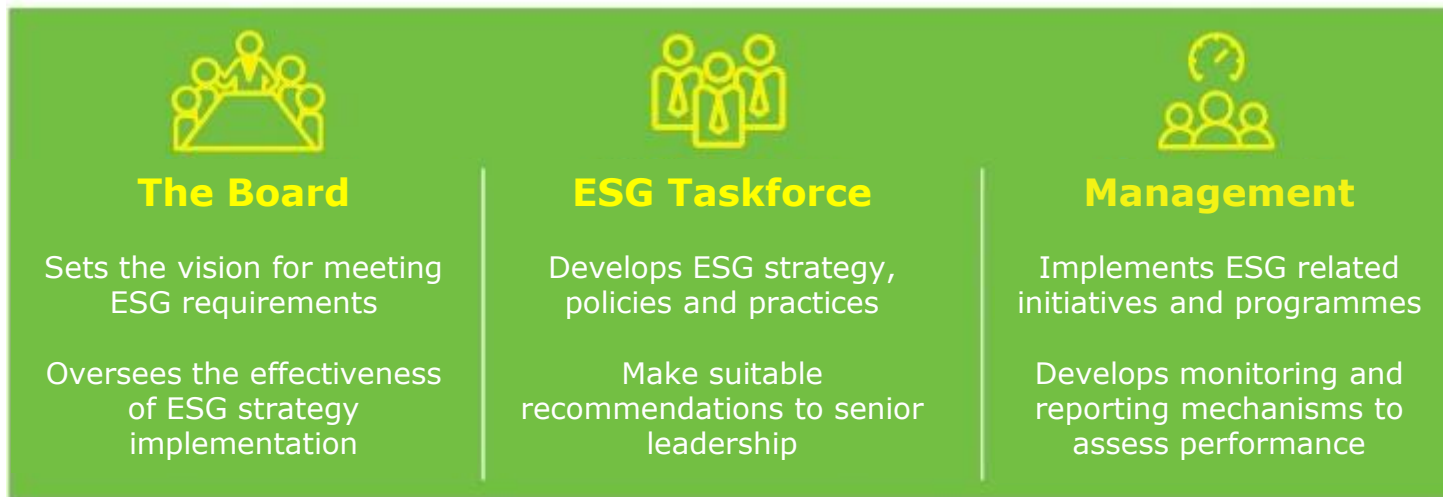 The Board
Sets the vision for meeting
ESG requirements
Oversees the effectiveness
of ESG strategy
implementation
ESG Taskforce
Develops ESG strategy,
policies and practices
Make suitable
recommendations to senior
leadership
Management
Implements ESG related
initiatives and programmes
Develops monitoring and
reporting mechanisms to
assess performance